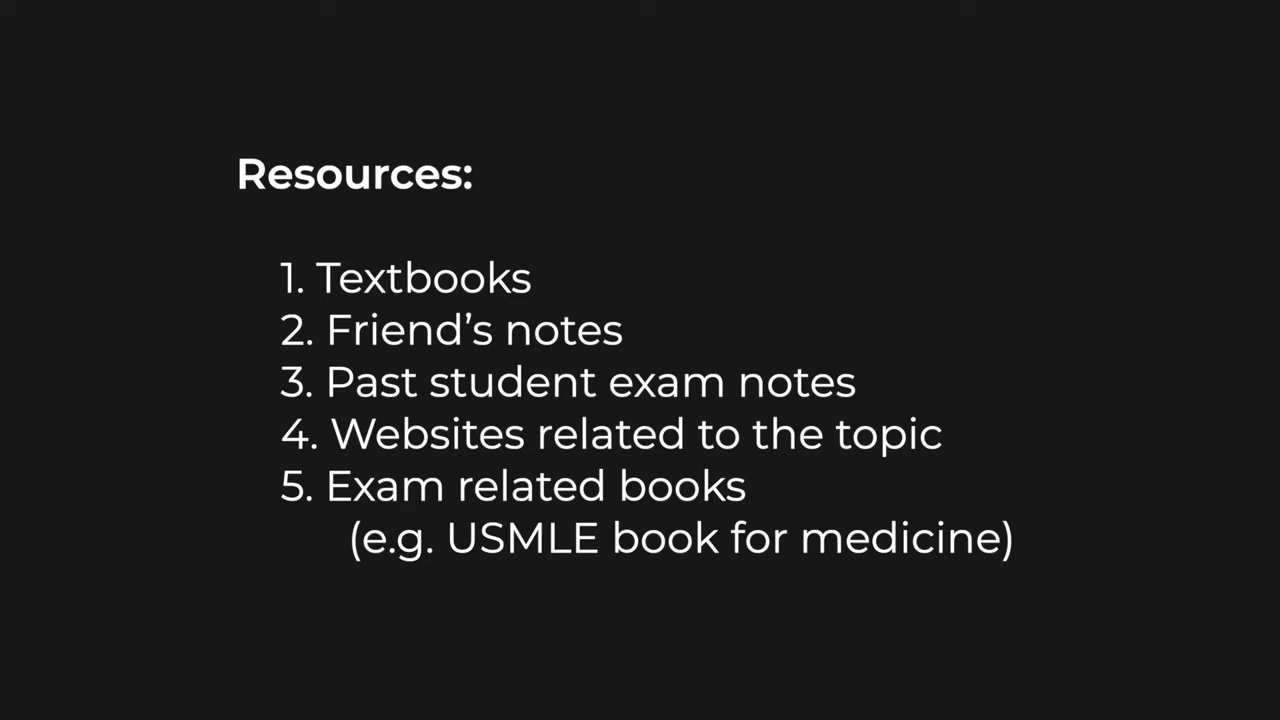 Resources:
1. Textbooks
2. Friend’s notes
3. Past student exam notes
4. Websites related to the topic
5. Exam related books
(e.g. USMLE book for medicine)